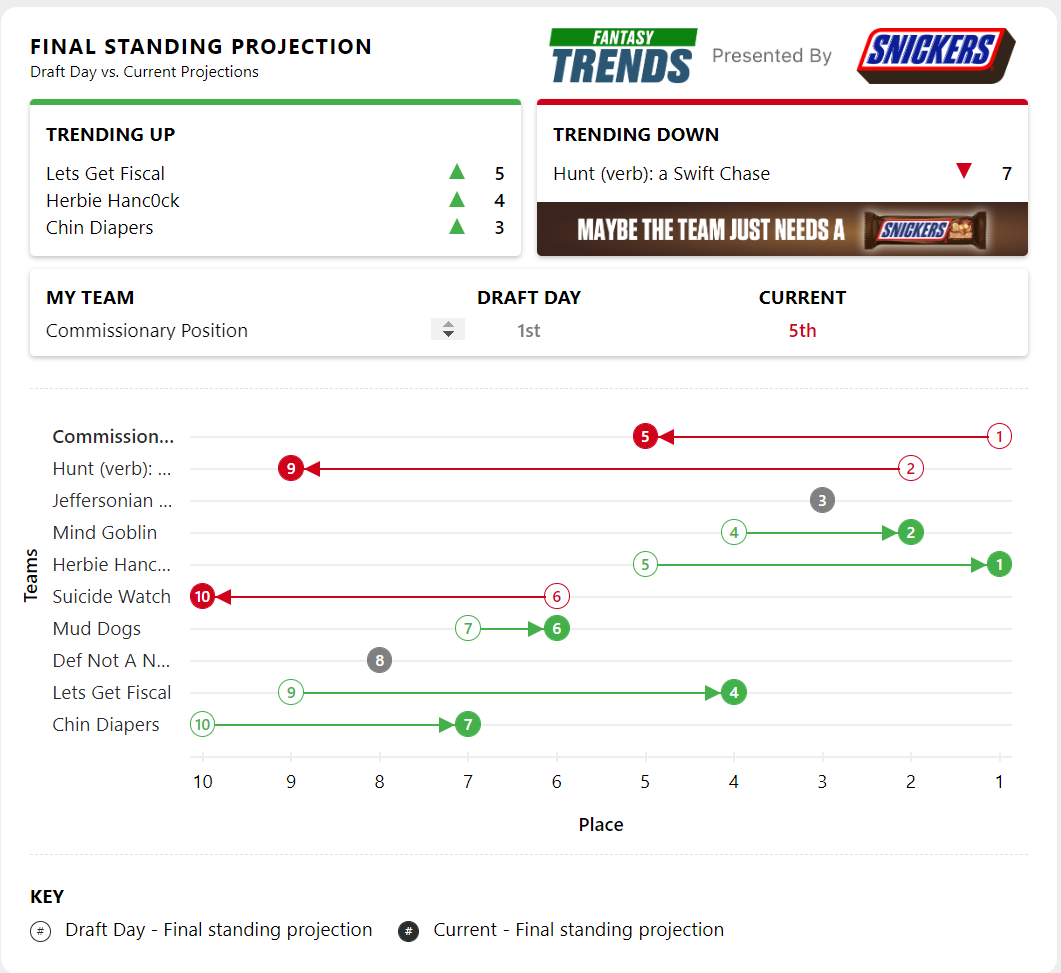 FINAL STANDING PROJECTION
Draft Day vs. Current Projections
FANTASY
TRENDS
Presented By
SNICKERS
TRENDING UP
Lets Get Fiscal 5
Herbie Hanc0ck 4
Chin Diapers 3
TRENDING DOWN
Hunt (verb): a Swift Chase 7
MAYBE THE TEAM JUST NEEDS A SNICKERS
MY TEAM DRAFT DAY CURRENT
Commissionary Position 1st 5th
Commission... 5 1
Hunt (verb): ... 9 2
Jeffersonian ... 3
Mind Goblin 4 2
Herbie Hanc... 5 1
Suicide Watch 10 6
Mud Dogs 7 6
Def Not A N... 8
Lets Get Fiscal 9 4
Chin Diapers 10 7
Teams
10 9 8 7 6 5 4 3 2 1
Place
KEY
# Draft Day - Final standing projection # Current - Final standing projection